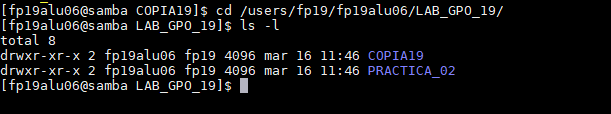 [fp19alu06@samba COPIA19]$ cd /users/fp19/fp19alu06/LAB_GPO_19/
[fp19alu06@samba LAB_GPO_19]$ ls -l
total 8
drwxr-xr-x 2 fp19alu06 fp19 4096 mar 16 11:46 COPIA19
drwxr-xr-x 2 fp19alu06 fp19 4096 mar 16 11:46 PRACTICA_02
[fp19alu06@samba LAB_GPO_19]$